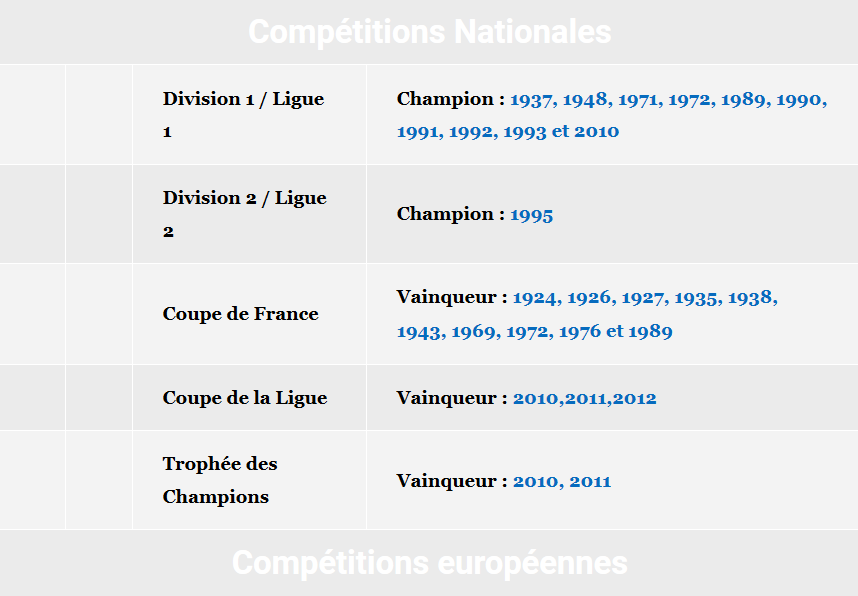 Compétitions Nationales
Division 1 / Ligue
1
Champion : 1937, 1948, 1971, 1972, 1989, 1990,
1991, 1992, 1993 et 2010
Division 2 / Ligue
2
Champion : 1995
Coupe de France
Vainqueur : 1924, 1926, 1927, 1935, 1938,
1943, 1969, 1972, 1976 et 1989
Coupe de la Ligue
Vainqueur : 2010,2011,2012
Trophée des
Champions
Vainqueur : 2010, 2011
Compétitions européennes